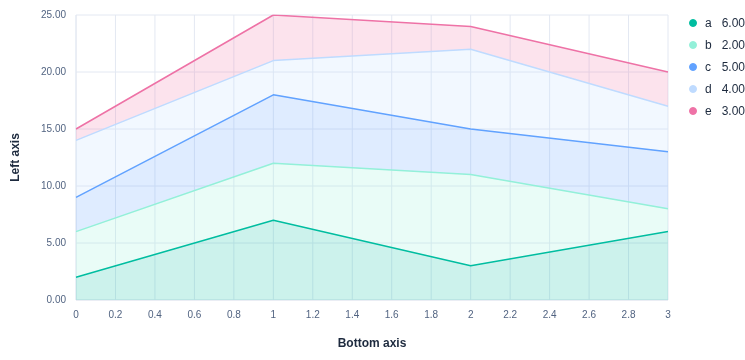 25.00
20.00
15.00
10.00
5.00
0.00
Left axis
0 0.2 0.4 0.6 0.8 1 1.2 1.4 1.6 1.8 2 2.2 2.4 2.6 2.8 3
Bottom axis
a 6.00
b 2.00
c 5.00
d 4.00
e 3.00